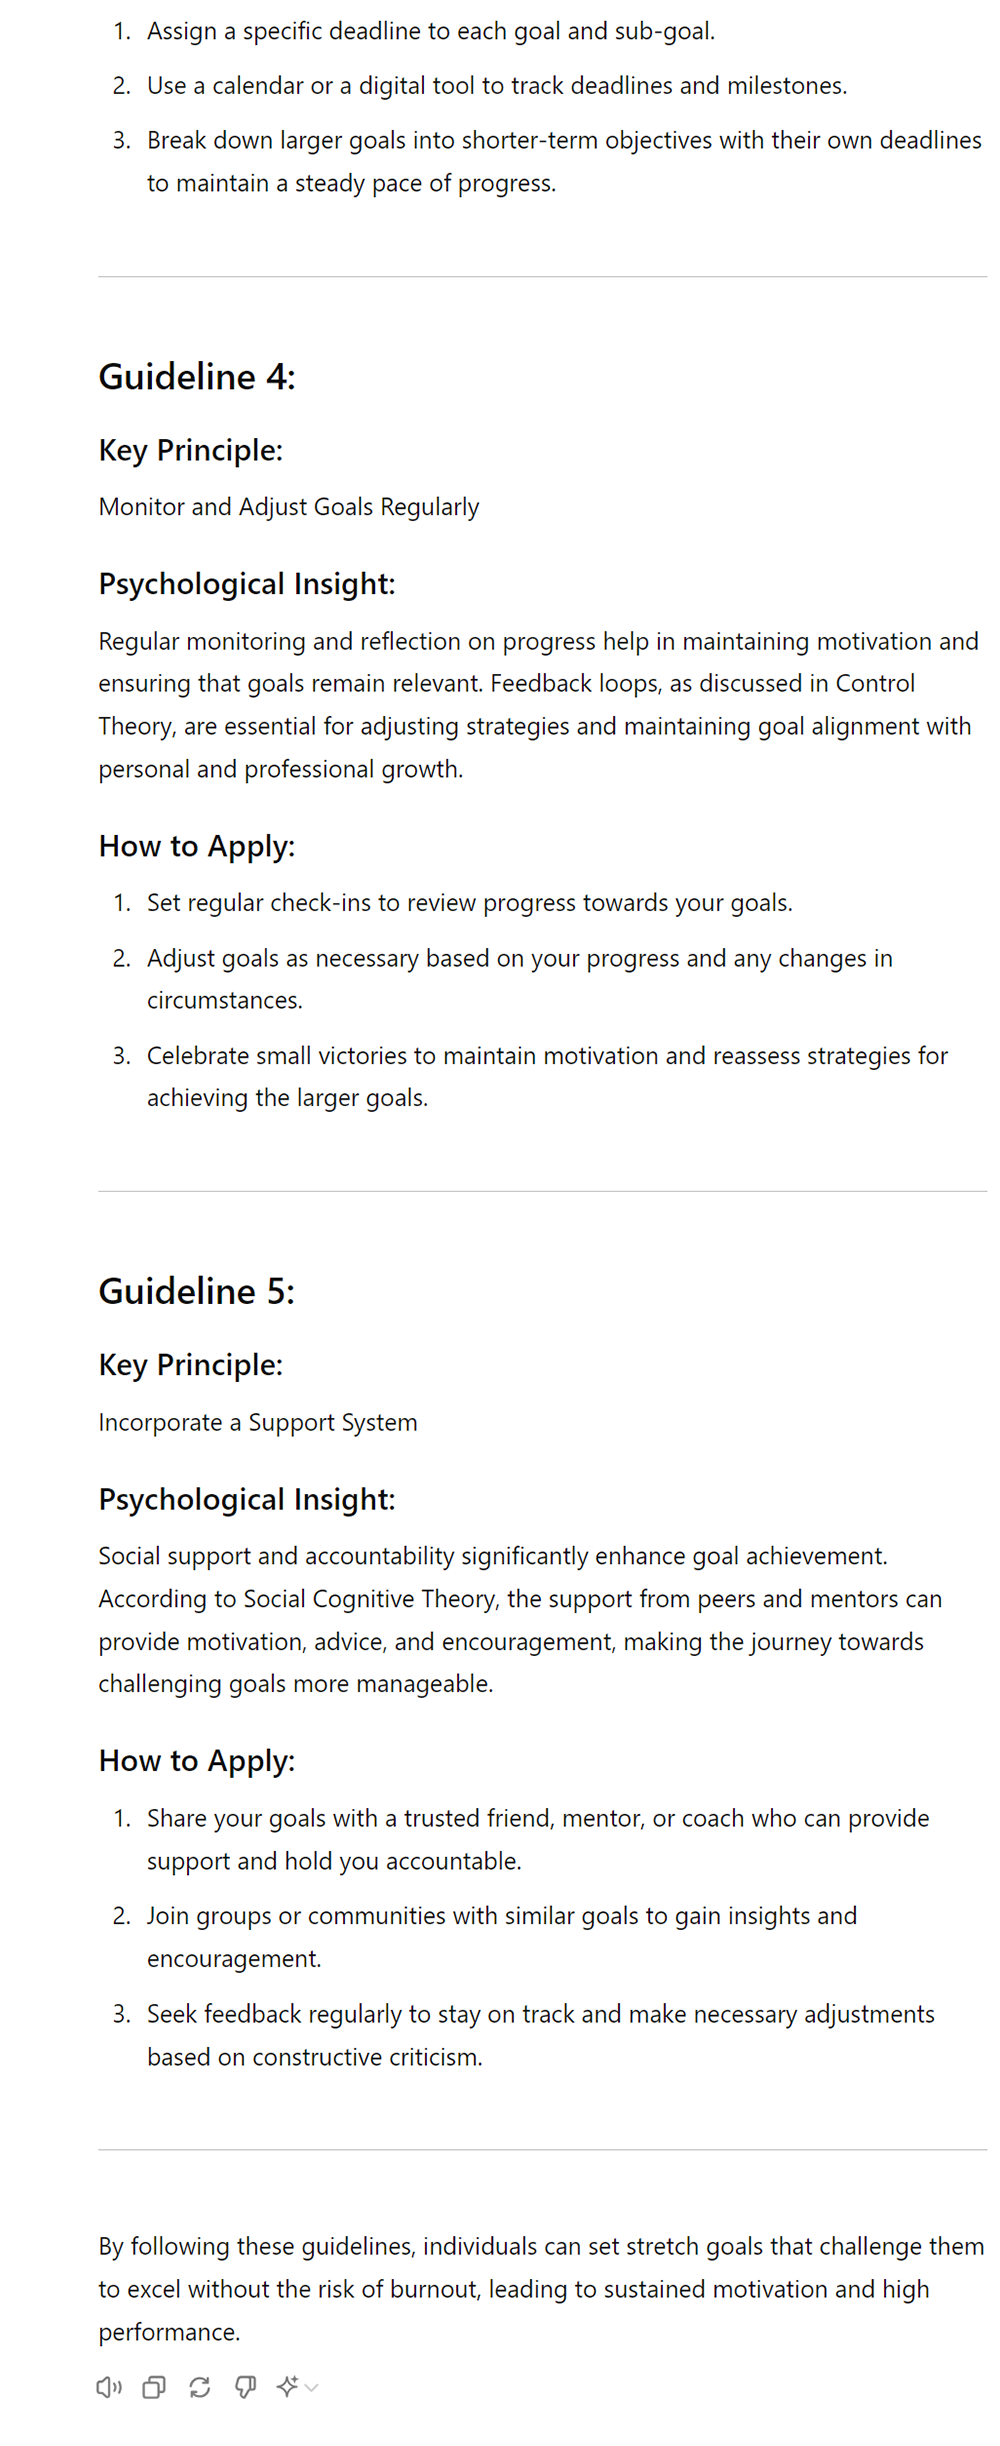 1. Assign a specific deadline to each goal and sub-goal.
2. Use a calendar or a digital tool to track deadlines and milestones.
3. Break down larger goals into shorter-term objectives with their own deadlines
to maintain a steady pace of progress.
Guideline 4:
Key Principle:
Monitor and Adjust Goals Regularly
Psychological Insight:
Regular monitoring and reflection on progress help in maintaining motivation and
ensuring that goals remain relevant. Feedback loops, as discussed in Control
Theory, are essential for adjusting strategies and maintaining goal alignment with
personal and professional growth.
How to Apply:
1. Set regular check-ins to review progress towards your goals.
2. Adjust goals as necessary based on your progress and any changes in
circumstances.
3. Celebrate small victories to maintain motivation and reassess strategies for
achieving the larger goals.
Guideline 5:
Key Principle:
Incorporate a Support System
Psychological Insight:
Social support and accountability significantly enhance goal achievement.
According to Social Cognitive Theory, the support from peers and mentors can
provide motivation, advice, and encouragement, making the journey towards
challenging goals more manageable.
How to Apply:
1. Share your goals with a trusted friend, mentor, or coach who can provide
support and hold you accountable.
2. Join groups or communities with similar goals to gain insights and
encouragement.
3. Seek feedback regularly to stay on track and make necessary adjustments
based on constructive criticism.
By following these guidelines, individuals can set stretch goals that challenge them
to excel without the risk of burnout, leading to sustained motivation and high
performance.